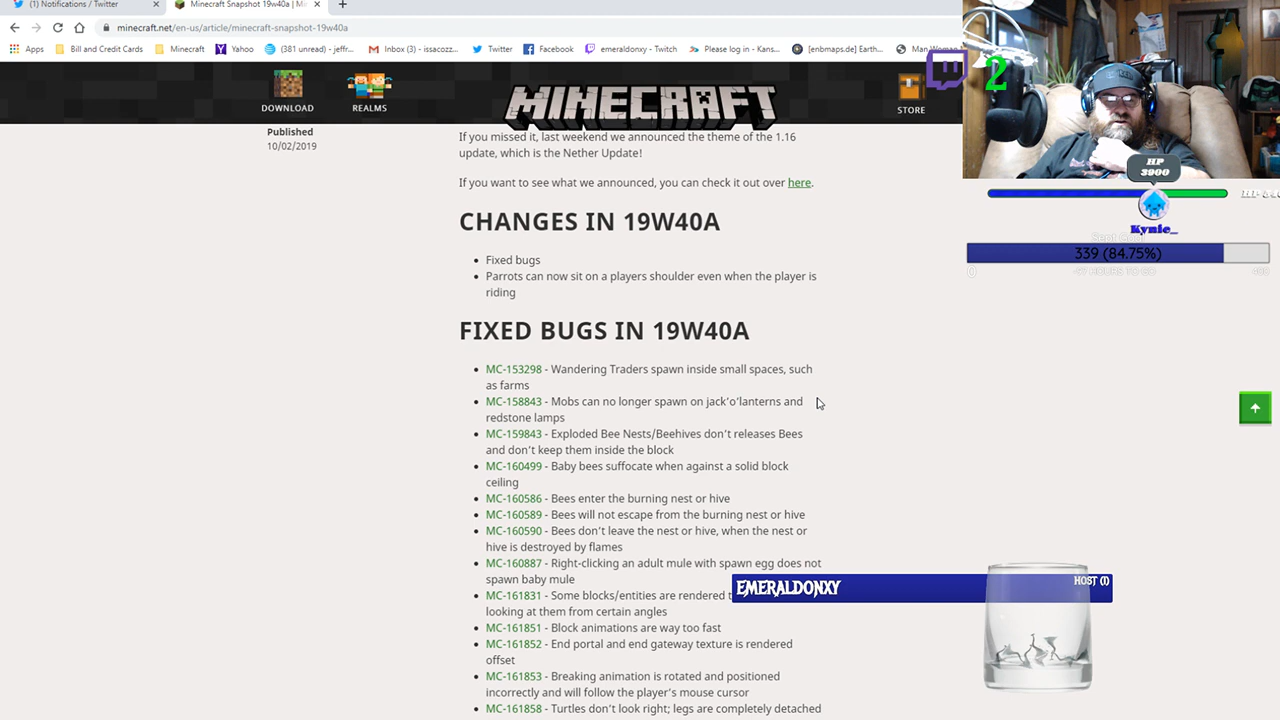 (1) Notifications / Twitter
Minecraft Snapshot 19w40a | Mi
minecraft.net/en-us/article/minecraft-snapshot-19w40a
Apps Bill and Credit Cards Minecraft Yahoo (381 unread) - jeffr... Inbox (3) - issacozz... Twitter Facebook emeraldonxy - Twitch Please log in - Kans... [enbmaps.de] Earth... Man Woman
DOWNLOAD REALMS MINECRAFT STORE
2
Published
10/02/2019
If you missed it, last weekend we announced the theme of the 1.16
update, which is the Nether Update!
If you want to see what we announced, you can check it out over here.
CHANGES IN 19W40A
Fixed bugs
Parrots can now sit on a players shoulder even when the player is
riding
FIXED BUGS IN 19W40A
MC-153298 - Wandering Traders spawn inside small spaces, such
as farms
MC-158843 - Mobs can no longer spawn on jack'o'lanterns and
redstone lamps
MC-159843 - Exploded Bee Nests/Beehives don't releases Bees
and don't keep them inside the block
MC-160499 - Baby bees suffocate when against a solid block
ceiling
MC-160586 - Bees enter the burning nest or hive
MC-160589 - Bees will not escape from the burning nest or hive
MC-160590 - Bees don't leave the nest or hive, when the nest or
hive is destroyed by flames
MC-160887 - Right-clicking an adult mule with spawn egg does not
spawn baby mule
MC-161831 - Some blocks/entities are rendered
looking at them from certain angles
MC-161851 - Block animations are way too fast
MC-161852 - End portal and end gateway texture is rendered
offset
MC-161853 - Breaking animation is rotated and positioned
incorrectly and will follow the player's mouse cursor
MC-161858 - Turtles don't look right; legs are completely detached
HP
3900
Kynie_
339 (84.75%)
0
400
EMERALDONXY
HOST (1)